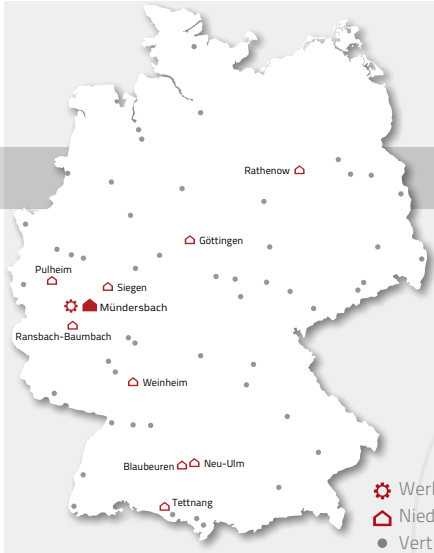 Rathenow
Göttingen
Pulheim
Siegen
Mündersbach
Ransbach-Baumbach
Weinheim
Blaubeuren
Neu-Ulm
Tettnang